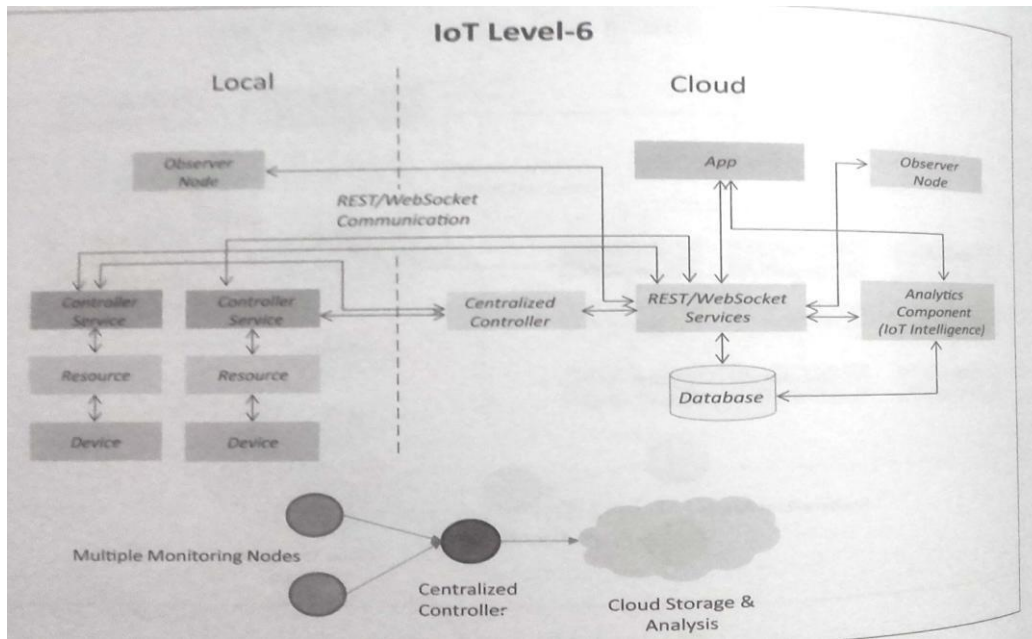 IoT Level-6
Local
Cloud
Observer
Node
App
Observer
Node
REST/WebSocket
Communication
Controller
Service
Controller
Service
Centralized
Controller
REST/WebSocket
Services
Analytics
Component
(IoT Intelligence)
Resource
Resource
Database
Device
Device
Multiple Monitoring Nodes
Centralized
Controller
Cloud Storage &
Analysis